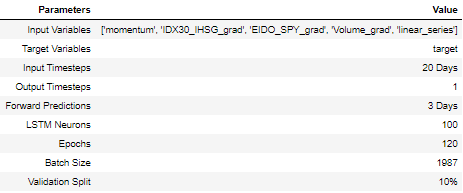 Parameters Value
Input Variables ['momentum', 'IDX30_IHSG_grad', 'EIDO_SPY_grad', 'Volume_grad', 'linear_series']
Target Variables target
Input Timesteps 20 Days
Output Timesteps 1
Forward Predictions 3 Days
LSTM Neurons 100
Epochs 120
Batch Size 1987
Validation Split 10%